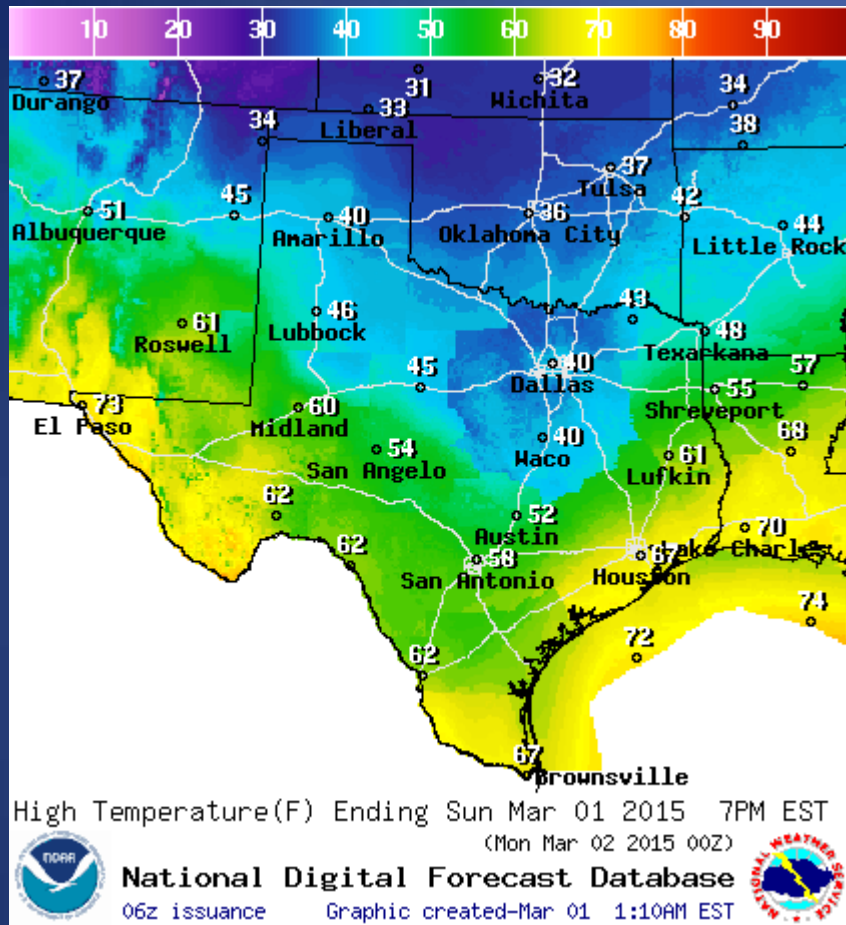 10 20 30 40 50 60 70 80 90
37
Durango
31
32
Wichita
34
33
Liberal
34
38
37
Tulsa
51
Albuquerque
45
40
Amarillo
36
Oklahoma City
42
44
Little Rock
61
Roswell
46
Lubbock
43
48
Texarkana
45
40
Dallas
57
55
Shreveport
73
El Paso
60
Midland
54
San Angelo
40
Waco
61
Lufkin
68
62
52
Austin
70
Lake Charles
62
58
San Antonio
67
Houston
74
72
62
67
Brownsville
High Temperature(F) Ending Sun Mar 01 2015 7PM EST
(Mon Mar 02 2015 00Z)
NOAA
National Digital Forecast Database
06z issuance Graphic created-Mar 01 1:10AM EST
NATIONAL WEATHER SERVICE